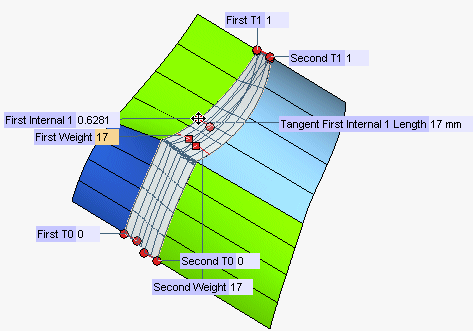 First T1 1
Second T1 1
First Internal 1 0.6281
Tangent First Internal 1 Length 17 mm
First Weight 17
First T0 0
Second T0 0
Second Weight 17